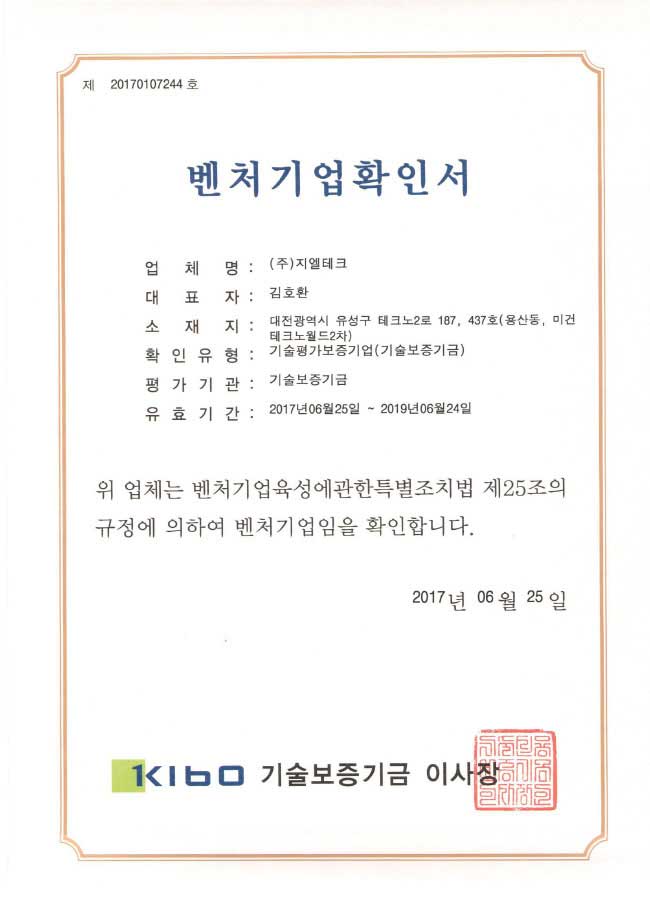 제 20170107244 호
벤처기업확인서
업 체 명 : (주)지엘테크
대 표 자 : 김호환
소 재 지 : 대전광역시 유성구 테크노2로 187, 437호(용산동, 미건
테크노월드2차)
확 인 유 형 : 기술평가보증기업(기술보증기금)
평 가 기 관 : 기술보증기금
유 효 기 간 : 2017년06월25일 ~ 2019년06월24일
위 업체는 벤처기업육성에관한특별조치법 제25조의
규정에 의하여 벤처기업임을 확인합니다.
2017년 06월 25일
KIBO 기술보증기금 이사장